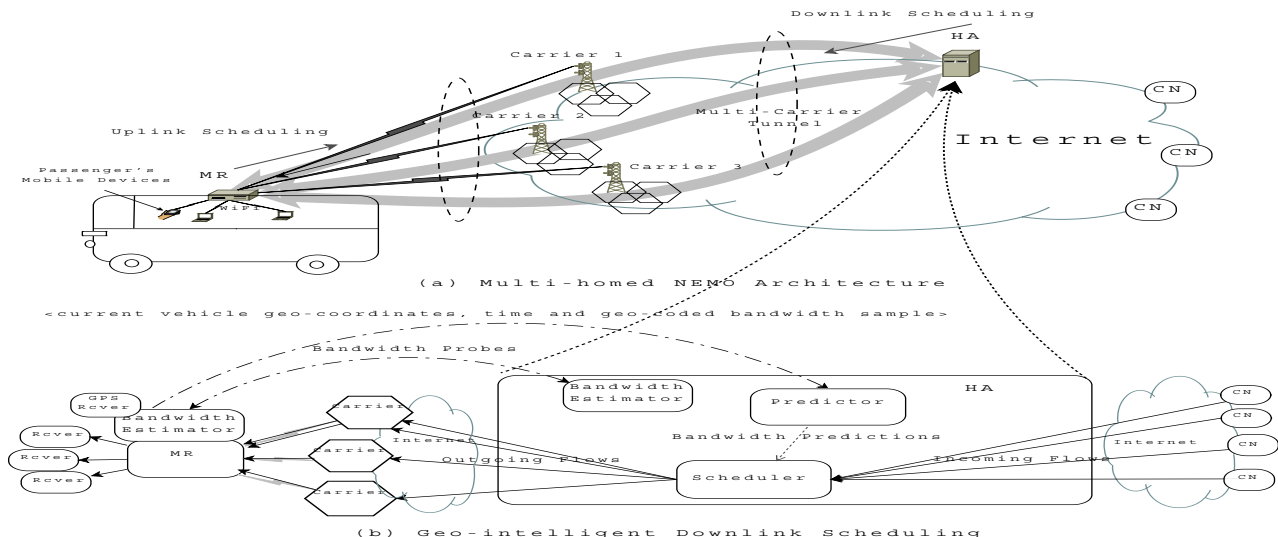 Downlink Scheduling
HA
Carrier 1
CN
Carrier 2
Multi-Carrier
Tunnel
Uplink Scheduling
Internet
CN
Passenger's
Mobile Devices
MR
Carrier 3
WiFi
CN
(a) Multi-homed NEMO Architecture
<current vehicle geo-coordinates, time and geo-coded bandwidth sample>
Bandwidth Probes
Bandwidth
Estimator
HA
Predictor
GPS
Rcver
Bandwidth
Estimator
Carrier
CN
CN
Rcver
MR
Internet
Bandwidth Predictions
Internet
CN
Rcver
Carrier
Outgoing Flows
Incoming Flows
Rcver
Carrier
Scheduler
CN
(b) Geo-intelligent Downlink Scheduling